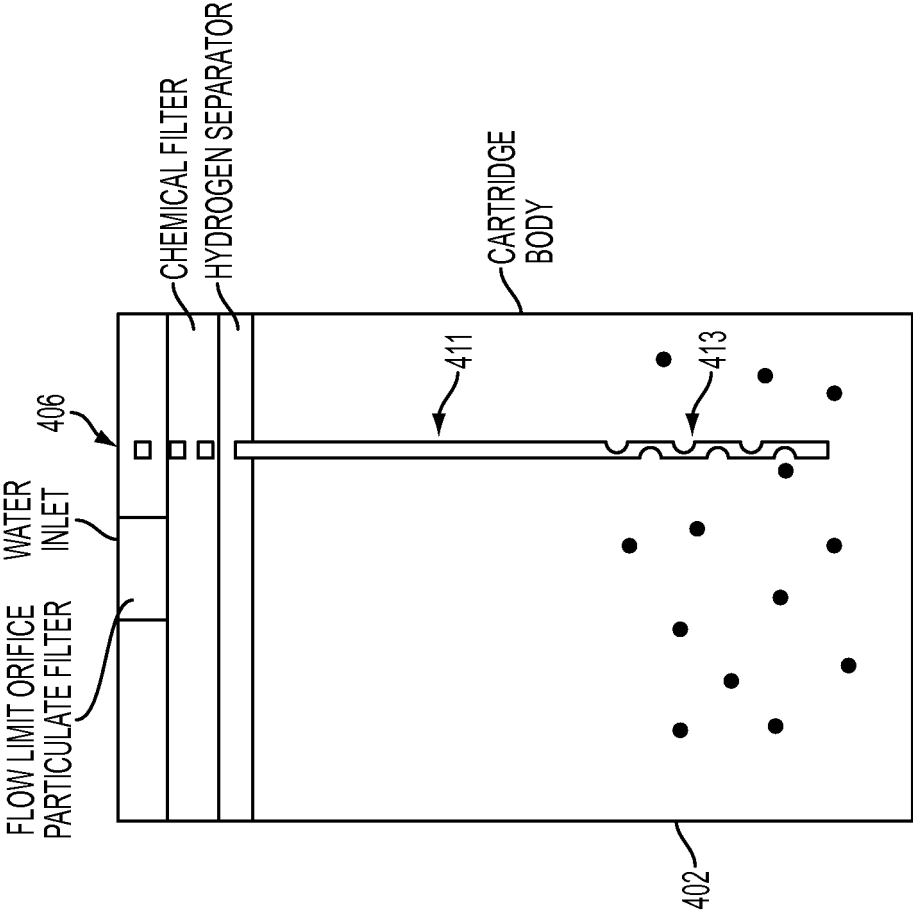 FLOW LIMIT ORIFICE
PARTICULATE FILTER
WATER
INLET
406
CHEMICAL FILTER
HYDROGEN SEPARATOR
CARTRIDGE
BODY
411
413
402